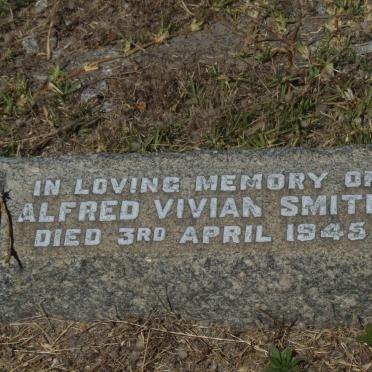 IN LOVING MEMORY OF
ALFRED VIVIAN SMITH
DIED 3RD APRIL 1945